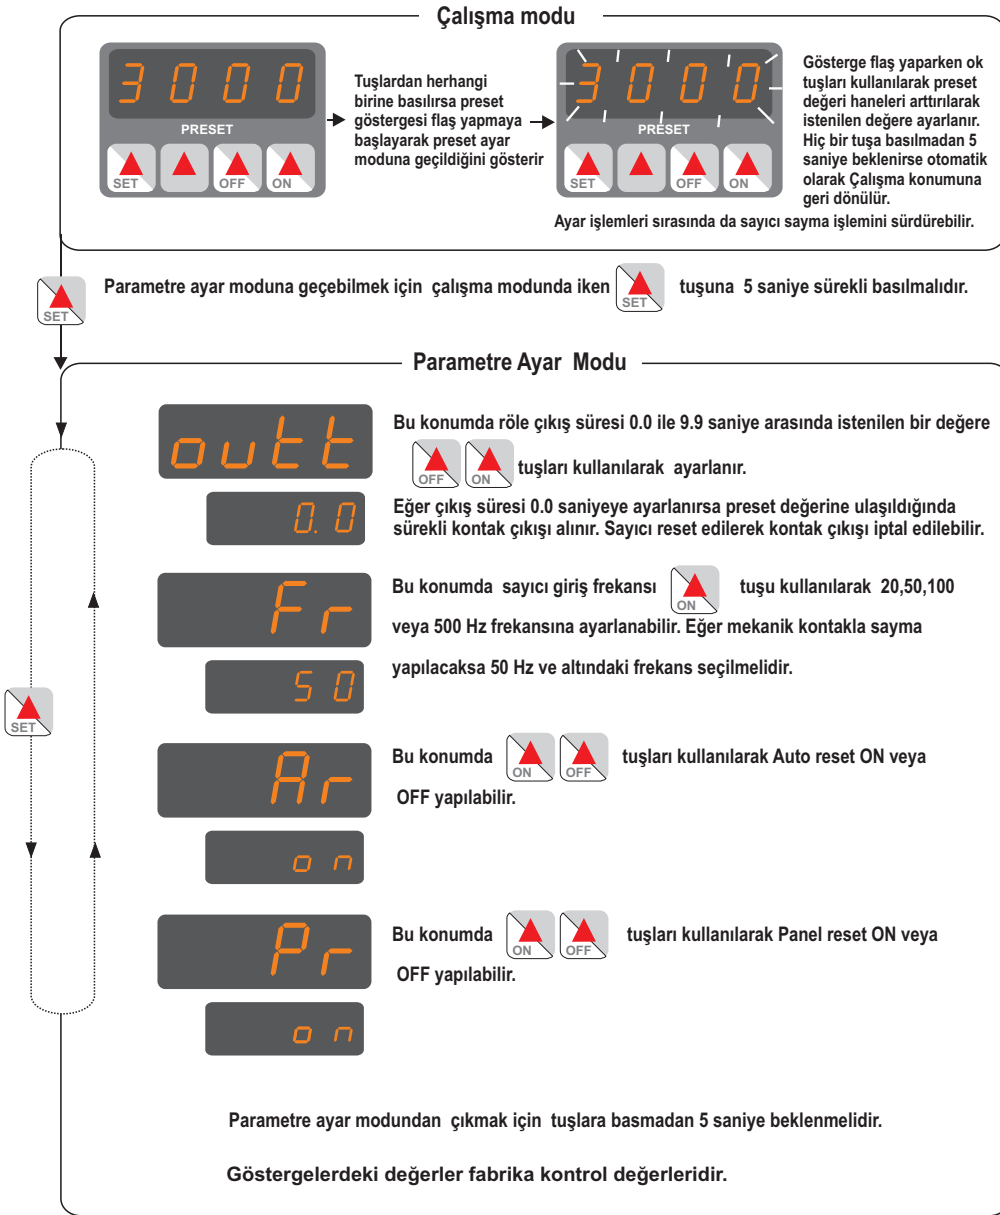 Çalışma modu
3000
PRESET
SET
OFF
ON
Tuşlardan herhangi
birine basılırsa preset
göstergesi flaş yapmaya
başlayarak preset ayar
moduna geçildiğini gösterir
3000
PRESET
SET
OFF
ON
Gösterge flaş yaparken ok
tuşları kullanılarak preset
değeri haneleri arttırılarak
istenilen değere ayarlanır.
Hiç bir tuşa basılmadan 5
saniye beklenirse otomatik
olarak Çalışma konumuna
geri dönülür.
Ayar işlemleri sırasında da sayıcı sayma işlemini sürdürebilir.
SET
Parametre ayar moduna geçebilmek için çalışma modunda iken SET tuşuna 5 saniye sürekli basılmalıdır.
Parametre Ayar Modu
outt
Bu konumda röle çıkış süresi 0.0 ile 9.9 saniye arasında istenilen bir değere
OFF ON tuşları kullanılarak ayarlanır.
0.0
Eğer çıkış süresi 0.0 saniyeye ayarlanırsa preset değerine ulaşıldığında
sürekli kontak çıkışı alınır. Sayıcı reset edilerek kontak çıkışı iptal edilebilir.
Fr
Bu konumda sayıcı giriş frekansı ON tuşu kullanılarak 20,50,100
veya 500 Hz frekansına ayarlanabilir. Eğer mekanik kontakla sayma
50
yapılacaksa 50 Hz ve altındaki frekans seçilmelidir.
SET
Ar
Bu konumda ON OFF tuşları kullanılarak Auto reset ON veya
OFF yapılabilir.
on
Pr
Bu konumda ON OFF tuşları kullanılarak Panel reset ON veya
OFF yapılabilir.
on
Parametre ayar modundan çıkmak için tuşlara basmadan 5 saniye beklenmelidir.
Göstergelerdeki değerler fabrika kontrol değerleridir.